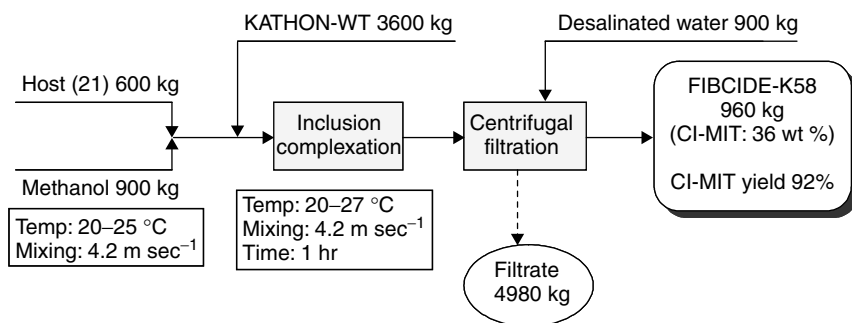 KATHON-WT 3600 kg
Desalinated water 900 kg
Host (21) 600 kg
Methanol 900 kg
Temp: 20–25 °C
Mixing: 4.2 m sec⁻¹
Inclusion
complexation
Temp: 20–27 °C
Mixing: 4.2 m sec⁻¹
Time: 1 hr
Centrifugal
filtration
Filtrate
4980 kg
FIBCIDE-K58
960 kg
(CI-MIT: 36 wt %)
CI-MIT yield 92%